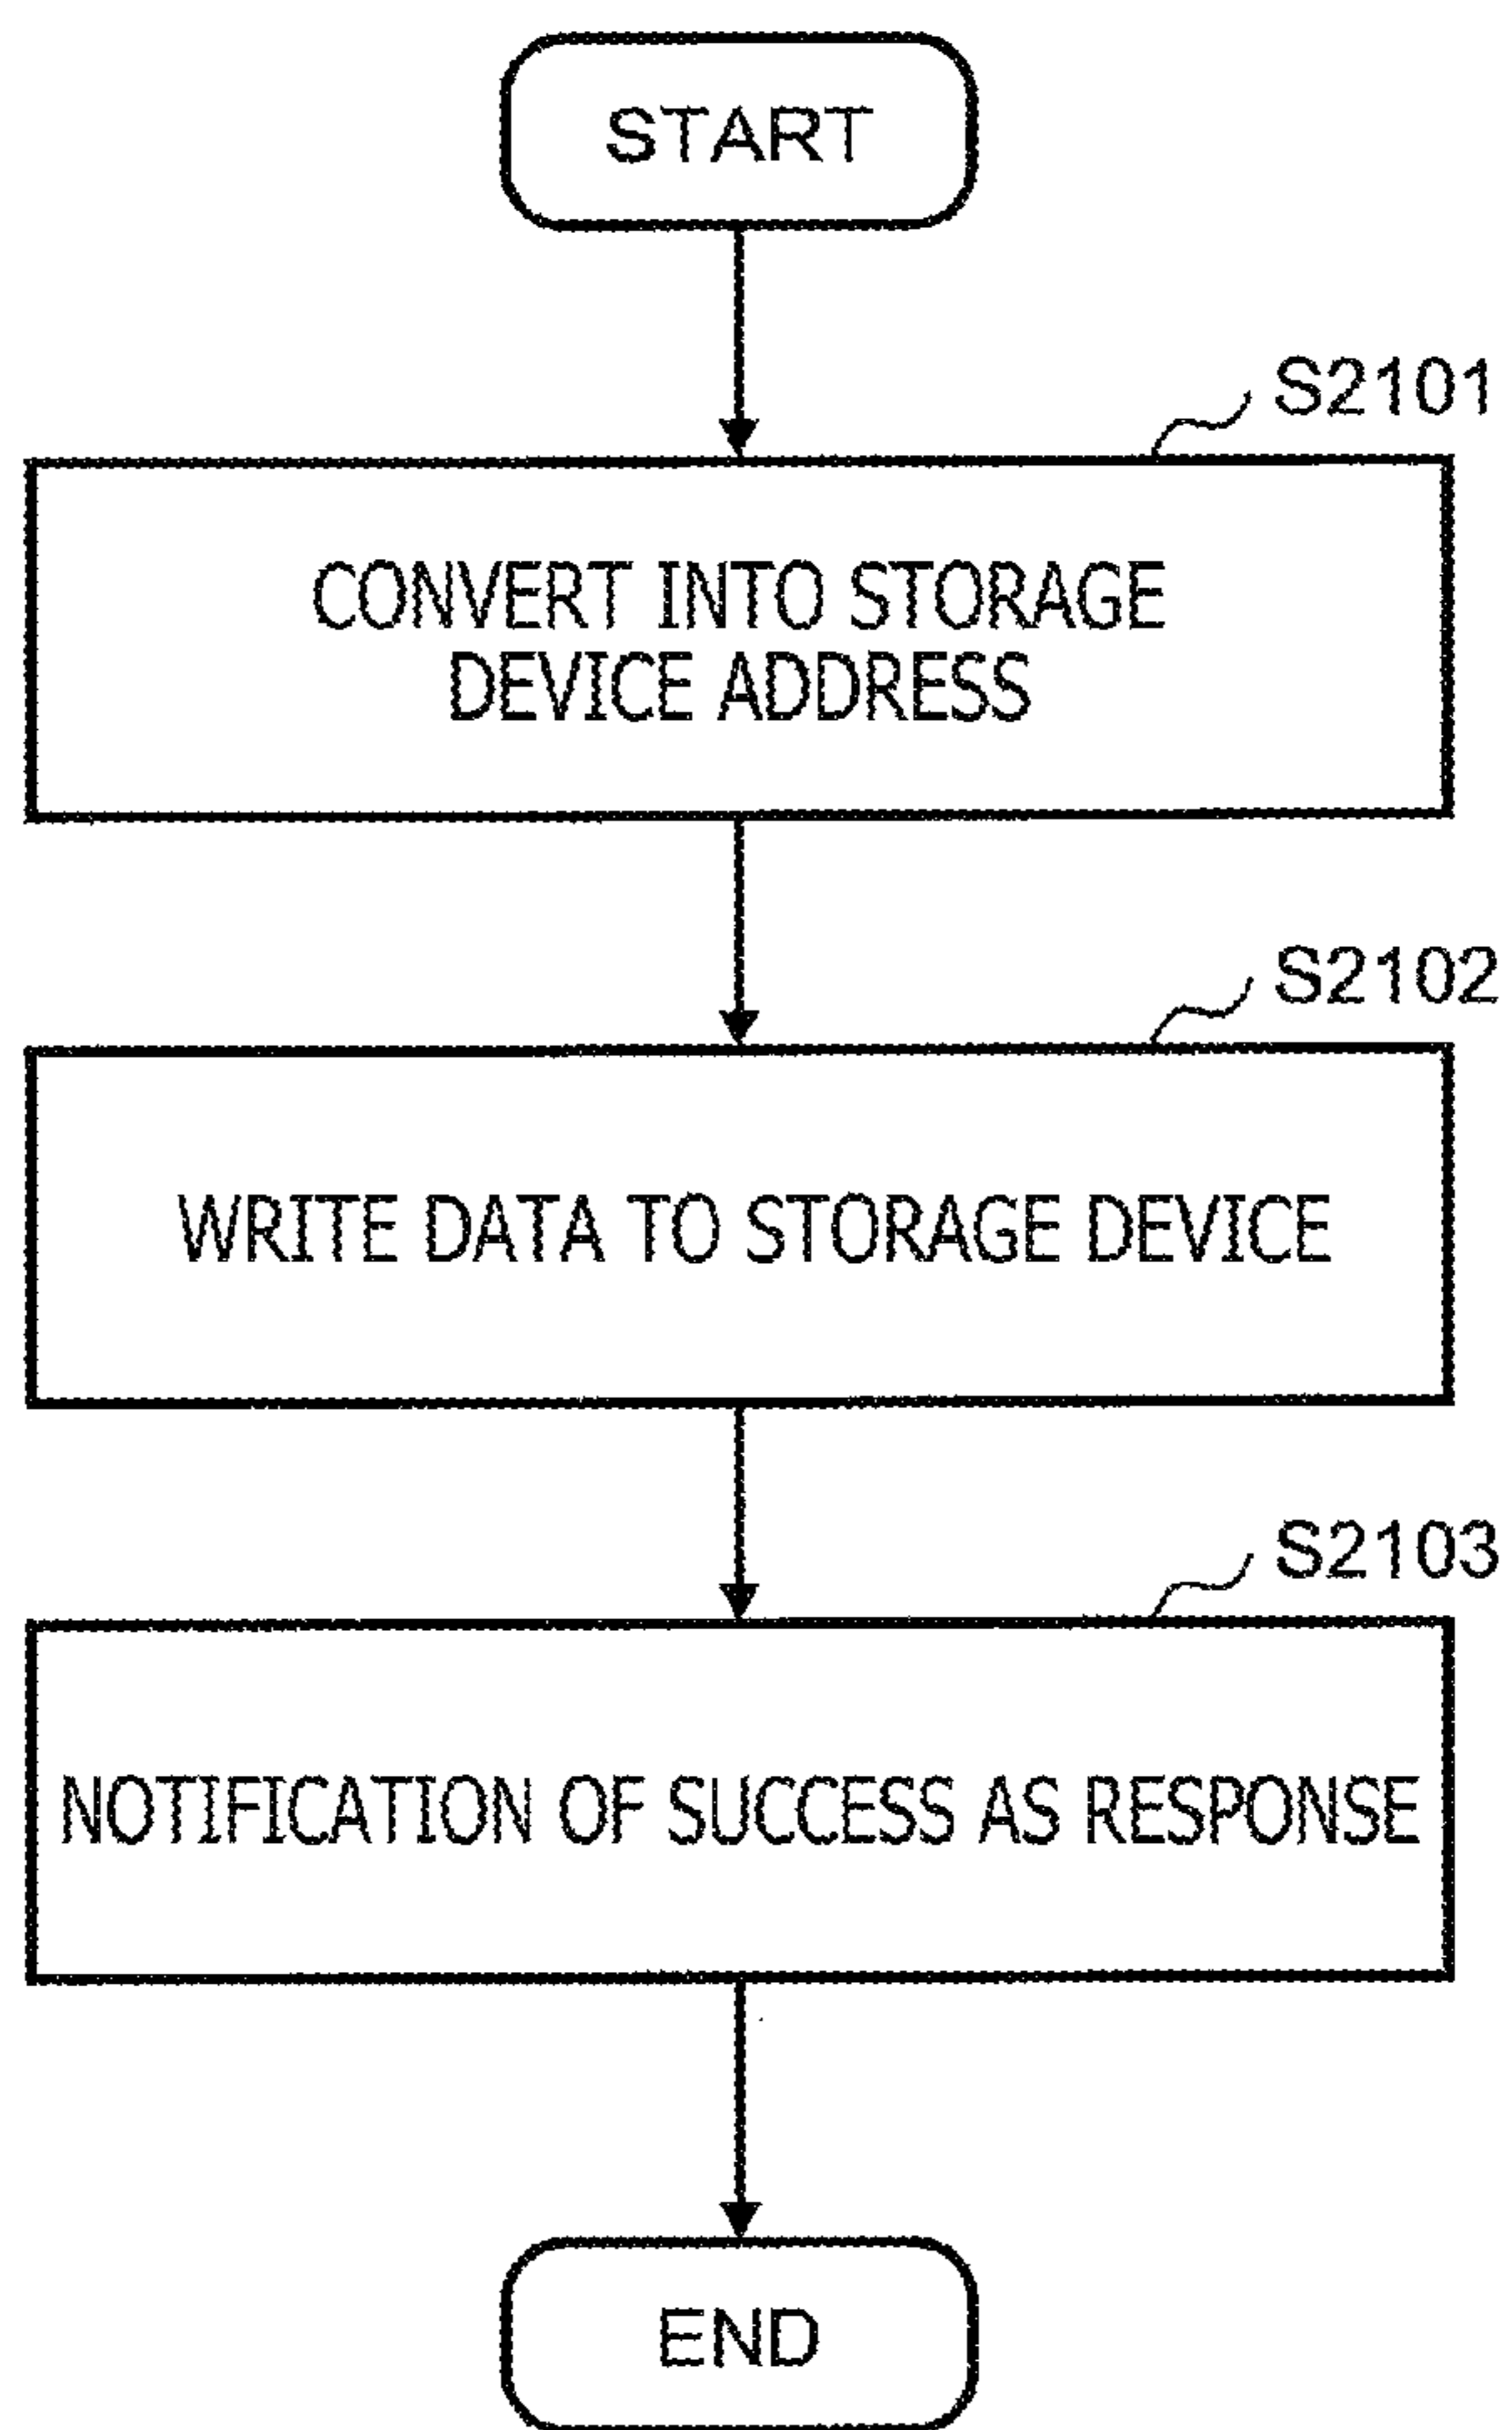 START
S2101
CONVERT INTO STORAGE
DEVICE ADDRESS
S2102
WRITE DATA TO STORAGE DEVICE
S2103
NOTIFICATION OF SUCCESS AS RESPONSE
END